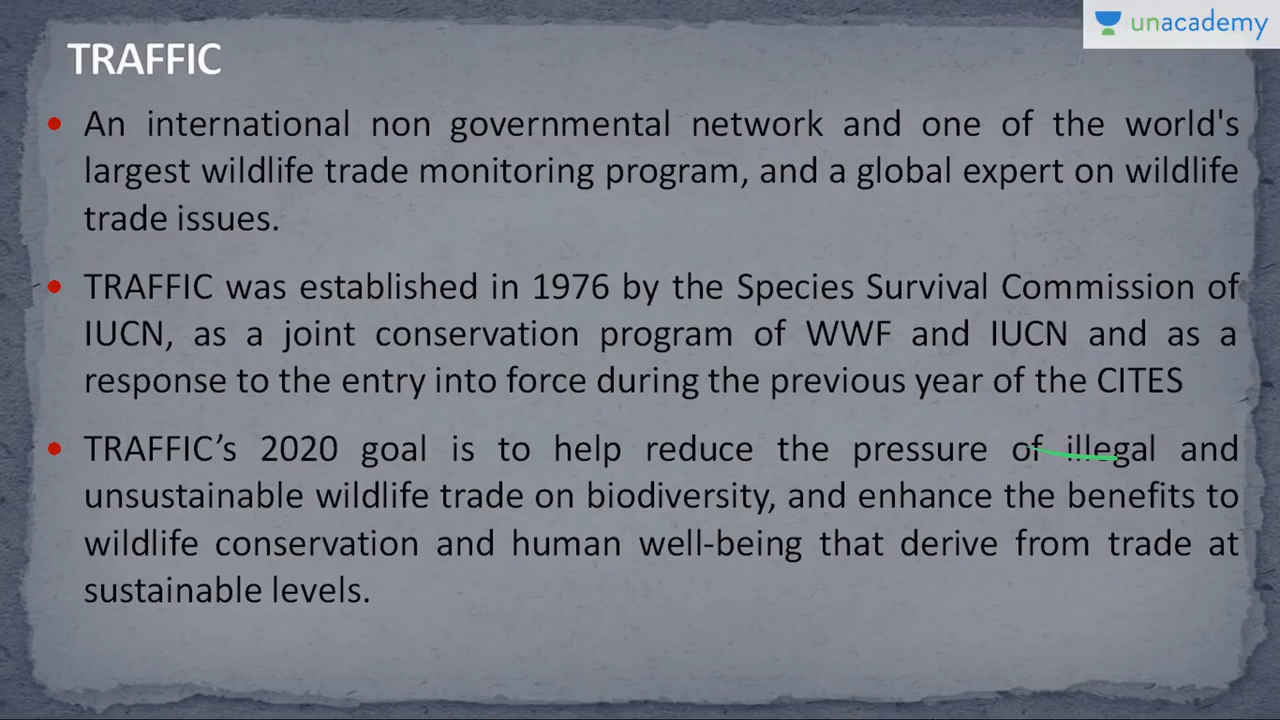 unacademy
TRAFFIC
• An international non governmental network and one of the world's
largest wildlife trade monitoring program, and a global expert on wildlife
trade issues.
• TRAFFIC was established in 1976 by the Species Survival Commission of
IUCN, as a joint conservation program of WWF and IUCN and as a
response to the entry into force during the previous year of the CITES
• TRAFFIC’s 2020 goal is to help reduce the pressure of illegal and
unsustainable wildlife trade on biodiversity, and enhance the benefits to
wildlife conservation and human well-being that derive from trade at
sustainable levels.